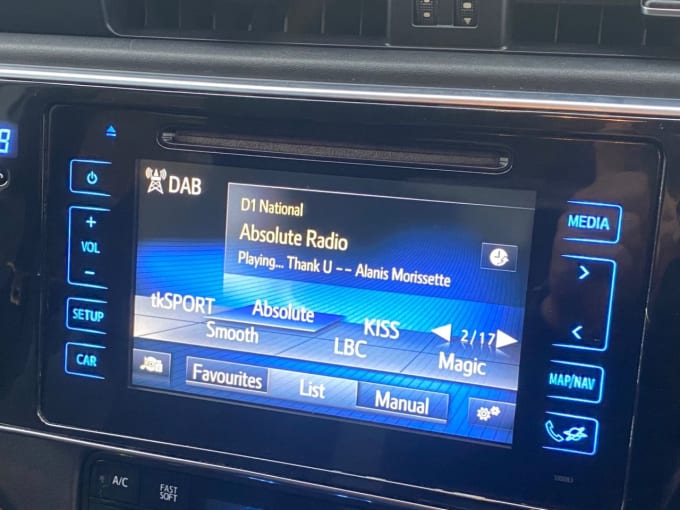 DAB
D1 National
Absolute Radio
Playing... Thank U -- Alanis Morissette
tkSPORT Absolute KISS 2/17
Smooth LBC Magic
Favourites List Manual
+
VOL
-
SETUP
CAR
MEDIA
>
<
MAP/NAV
A/C
FAST
SOFT